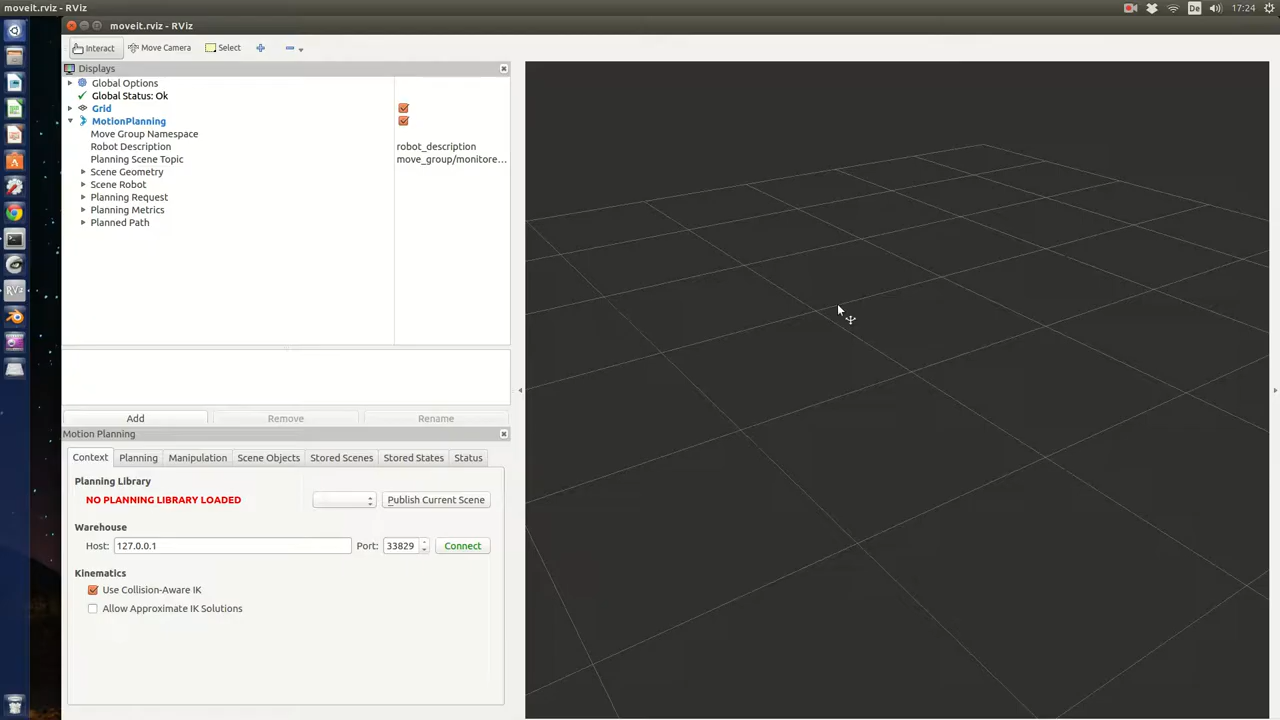 moveit.rviz - RViz
De
17:24
moveit.rviz - RViz
Interact
Move Camera
Select
Displays
Global Options
Global Status: Ok
Grid
MotionPlanning
Move Group Namespace
Robot Description robot_description
Planning Scene Topic move_group/monitore...
Scene Geometry
Scene Robot
Planning Request
Planning Metrics
Planned Path
Add Remove Rename
Motion Planning
Context Planning Manipulation Scene Objects Stored Scenes Stored States Status
Planning Library
NO PLANNING LIBRARY LOADED Publish Current Scene
Warehouse
Host: 127.0.0.1 Port: 33829 Connect
Kinematics
Use Collision-Aware IK
Allow Approximate IK Solutions
RViz